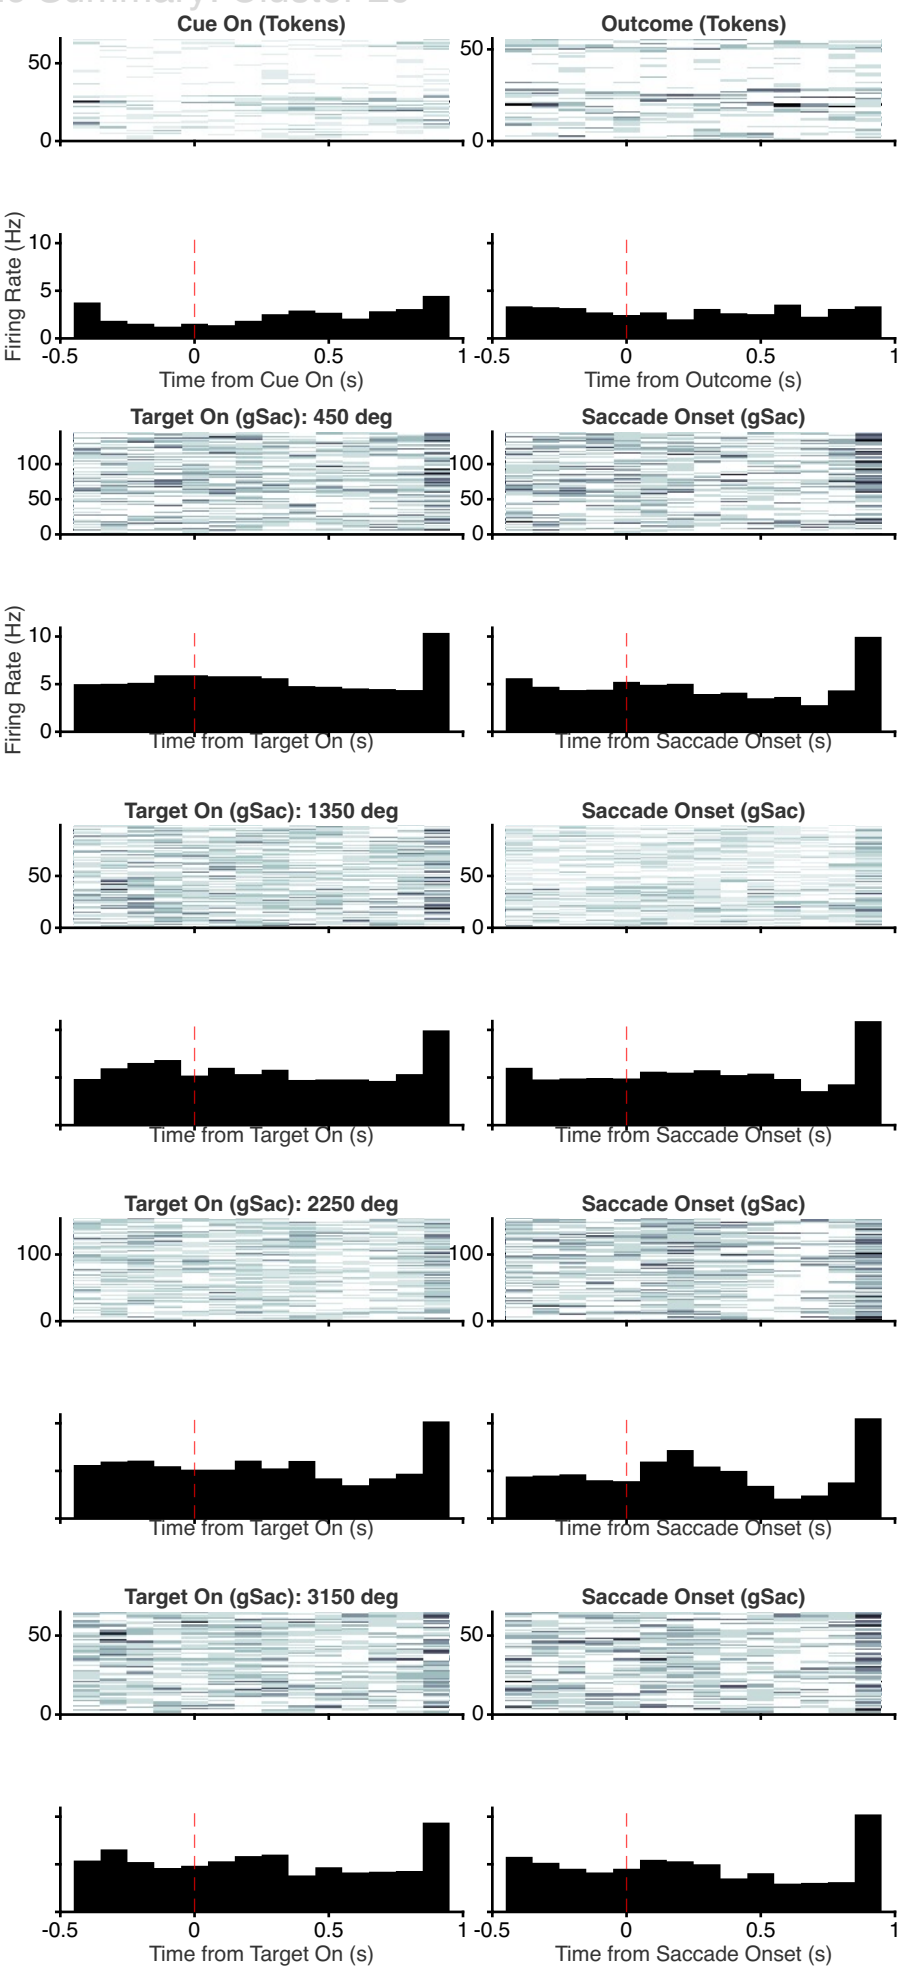 Summary: Cluster
Cue On (Tokens) Outcome (Tokens)
50 50
0 0
Firing Rate (Hz)
10
5
0
-0.5 0 0.5 1 -0.5 0 0.5 1
Time from Cue On (s) Time from Outcome (s)
Target On (gSac): 450 deg Saccade Onset (gSac)
100 100
50 50
0 0
Firing Rate (Hz)
10
5
0
Time from Target On (s) Time from Saccade Onset (s)
Target On (gSac): 1350 deg Saccade Onset (gSac)
50 50
0 0
Time from Target On (s) Time from Saccade Onset (s)
Target On (gSac): 2250 deg Saccade Onset (gSac)
100 100
0 0
Time from Target On (s) Time from Saccade Onset (s)
Target On (gSac): 3150 deg Saccade Onset (gSac)
50 50
0 0
-0.5 0 0.5 1 -0.5 0 0.5 1
Time from Target On (s) Time from Saccade Onset (s)